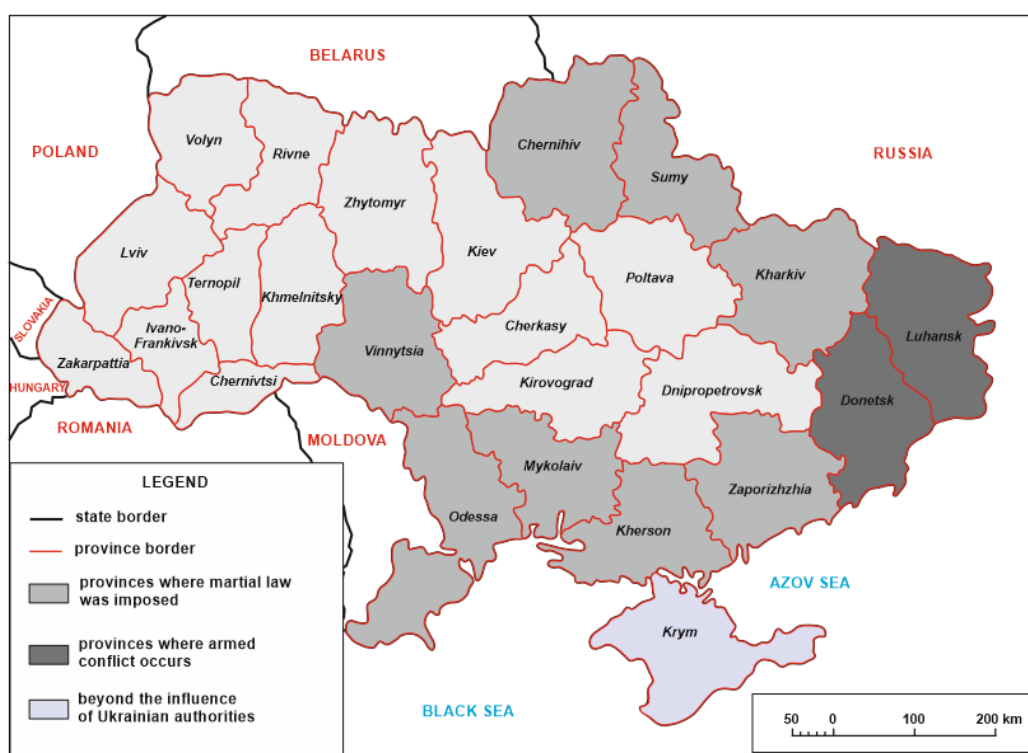 BELARUS
POLAND
RUSSIA
Volyn
Rivne
Chernihiv
Sumy
Zhytomyr
Lviv
Kiev
Ternopil
Khmelnitsky
Poltava
Kharkiv
SLOVAKIA
Ivano-
Frankivsk
Cherkasy
Luhansk
Zakarpattia
Vinnytsia
HUNGARY
Chernivtsi
Kirovograd
Dnipropetrovsk
Donetsk
ROMANIA
MOLDOVA
Mykolaiv
Zaporizhzhia
Odessa
Kherson
AZOV SEA
Krym
BLACK SEA
LEGEND
state border
province border
provinces where martial law
was imposed
provinces where armed
conflict occurs
beyond the influence
of Ukrainian authorities
50 0 100 200 km